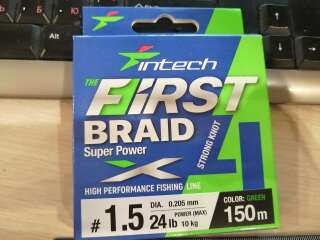 intech
THE
FIRST
BRAID
Super Power
X4
STRONG KNOT
HIGH PERFORMANCE FISHING LINE
#1.5
DIA. 0.205 mm
24lb
POWER (MAX)
10 kg
COLOR: GREEN
150m